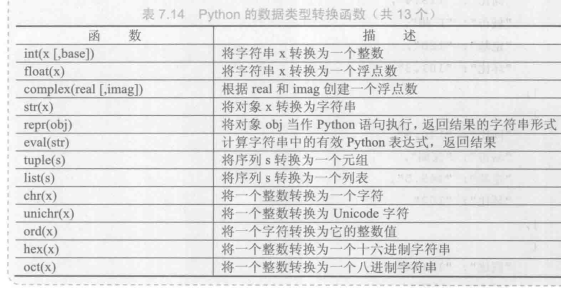 表 7.14 Python 的数据类型转换函数（共 13 个）
函 数 描 述
int(x [,base]) 将字符串 x 转换为一个整数
float(x) 将字符串 x 转换为一个浮点数
complex(real [,imag]) 根据 real 和 imag 创建一个浮点数
str(x) 将对象 x 转换为字符串
repr(obj) 将对象 obj 当作 Python 语句执行，返回结果的字符串形式
eval(str) 计算字符串中的有效 Python 表达式，返回结果
tuple(s) 将序列 s 转换为一个元组
list(s) 将序列 s 转换为一个列表
chr(x) 将一个整数转换为一个字符
unichr(x) 将一个整数转换为 Unicode 字符
ord(x) 将一个字符转换为它的整数值
hex(x) 将一个整数转换为一个十六进制字符串
oct(x) 将一个整数转换为一个八进制字符串